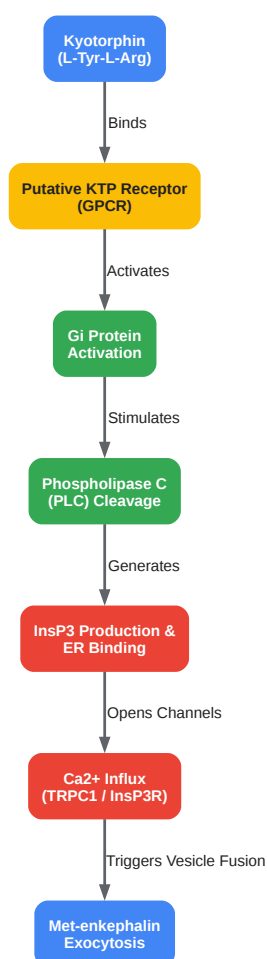 Kyotorphin
(L-Tyr-L-Arg)
Binds
Putative KTP Receptor
(GPCR)
Activates
Gi Protein
Activation
Stimulates
Phospholipase C
(PLC) Cleavage
Generates
InsP3 Production &
ER Binding
Opens Channels
Ca2+ Influx
(TRPC1 / InsP3R)
Triggers Vesicle Fusion
Met-enkephalin
Exocytosis